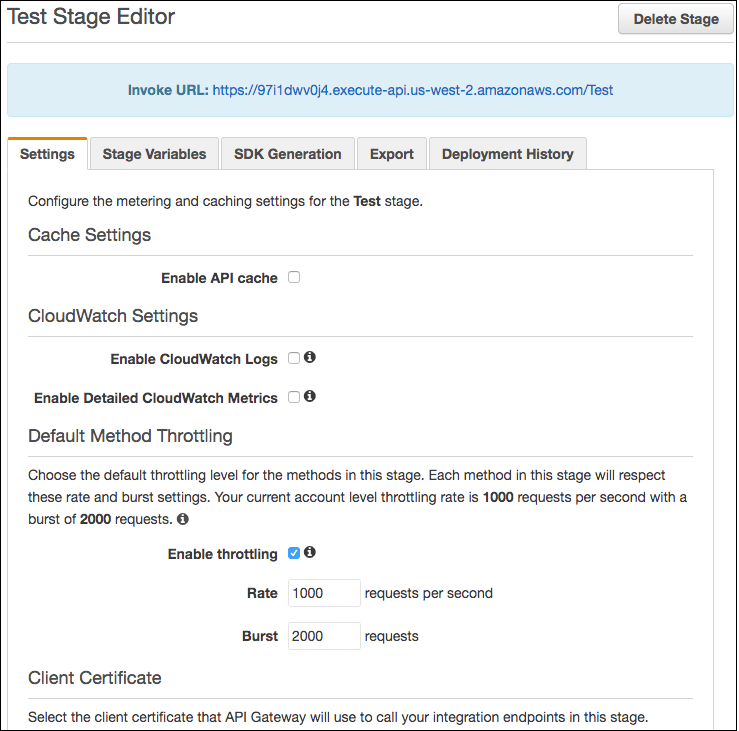 Test Stage Editor
Delete Stage
Invoke URL: https://97i1dwv0j4.execute-api.us-west-2.amazonaws.com/Test
Settings
Stage Variables
SDK Generation
Export
Deployment History
Configure the metering and caching settings for the Test stage.
Cache Settings
Enable API cache
CloudWatch Settings
Enable CloudWatch Logs
Enable Detailed CloudWatch Metrics
Default Method Throttling
Choose the default throttling level for the methods in this stage. Each method in this stage will respect
these rate and burst settings. Your current account level throttling rate is 1000 requests per second with a
burst of 2000 requests.
Enable throttling
Rate 1000 requests per second
Burst 2000 requests
Client Certificate
Select the client certificate that API Gateway will use to call your integration endpoints in this stage.